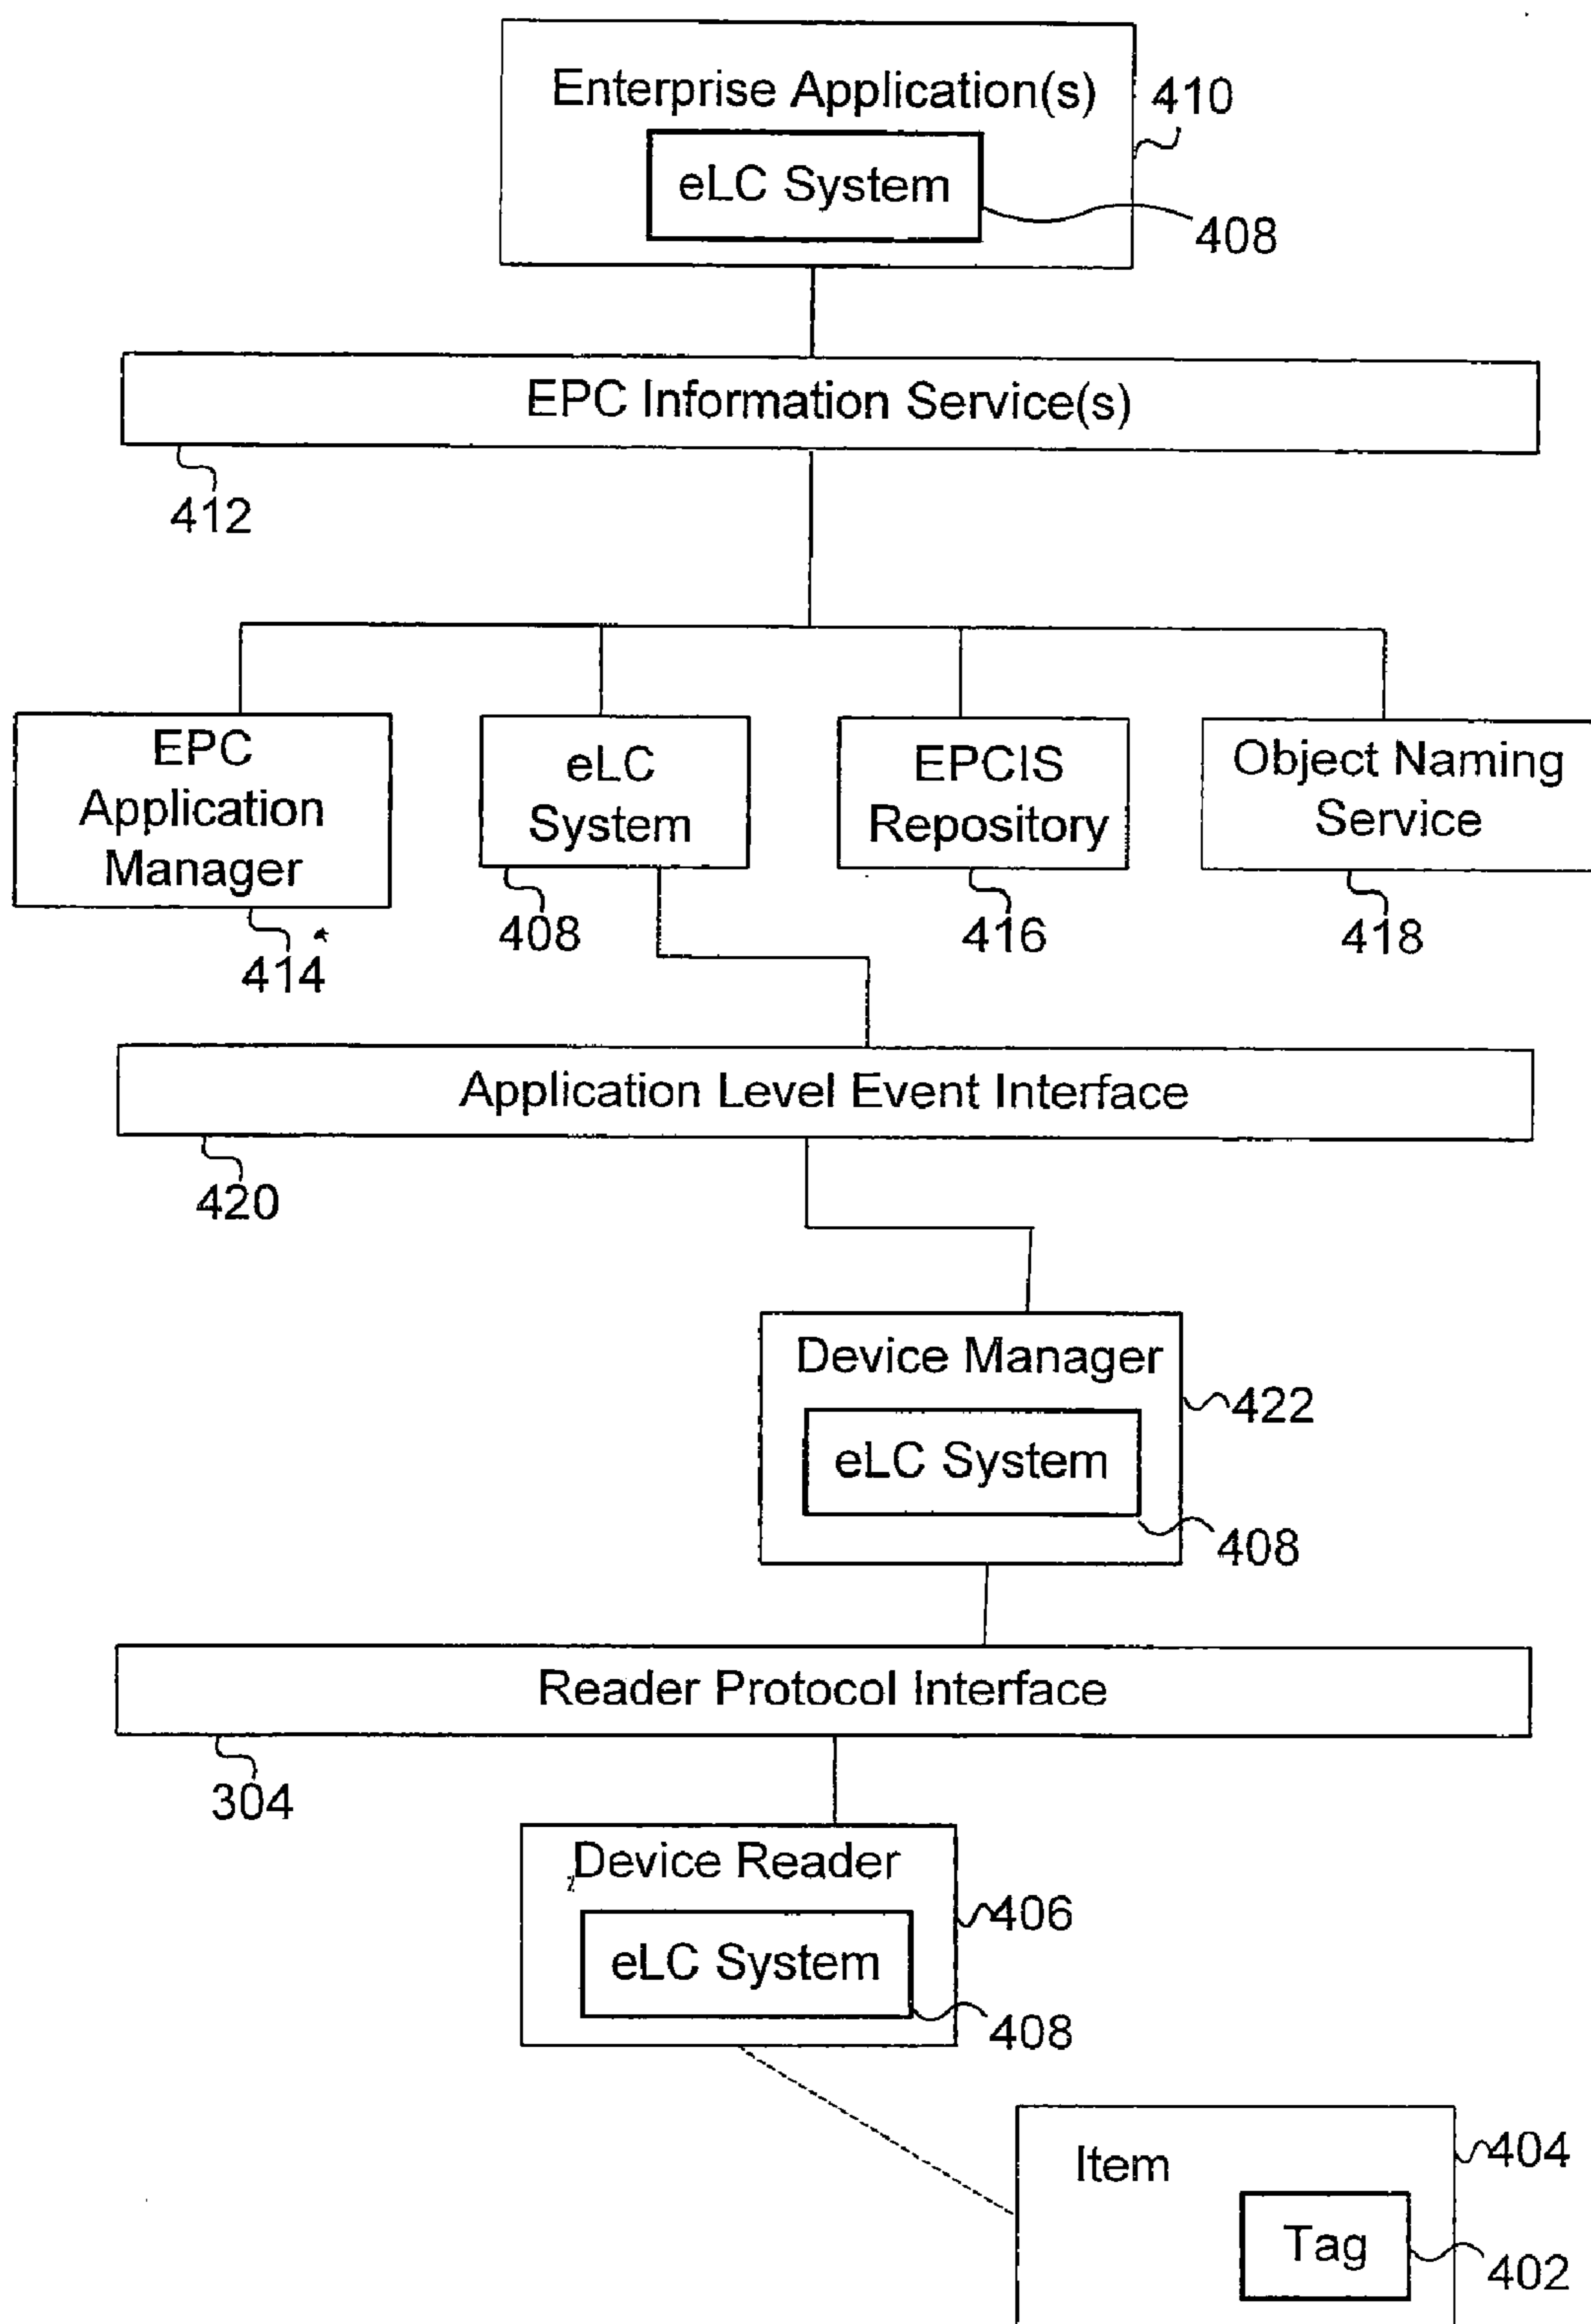 Enterprise Application(s)
410
eLC System
408
EPC Information Service(s)
412
EPC
Application
Manager
414
eLC
System
408
EPCIS
Repository
416
Object Naming
Service
418
Application Level Event Interface
420
Device Manager
422
eLC System
408
Reader Protocol Interface
304
Device Reader
406
eLC System
408
Item
404
Tag
402